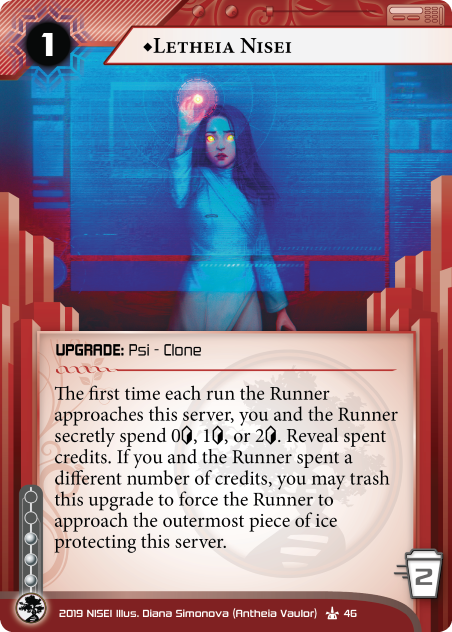 1
◆Letheia Nisei
UPGRADE: Psi - Clone
The first time each run the Runner
approaches this server, you and the Runner
secretly spend 0, 1, or 2. Reveal spent
credits. If you and the Runner spent a
different number of credits, you may trash
this upgrade to force the Runner to
approach the outermost piece of ice
protecting this server.
2
2019 NISEI Illus. Diana Simonova (Antheia Vaulor) 46